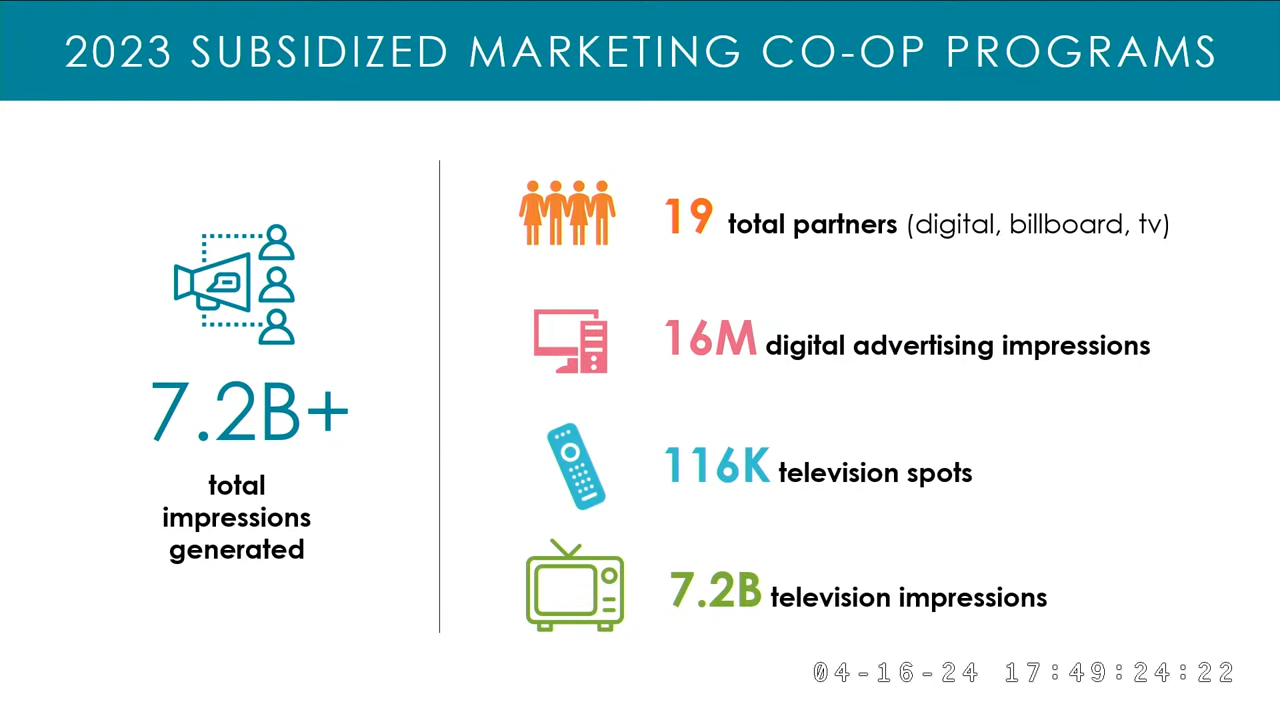 2023 SUBSIDIZED MARKETING CO-OP PROGRAMS
7.2B+
total
impressions
generated
19 total partners (digital, billboard, tv)
16M digital advertising impressions
116K television spots
7.2B television impressions
04-16-24 17:49:24:22